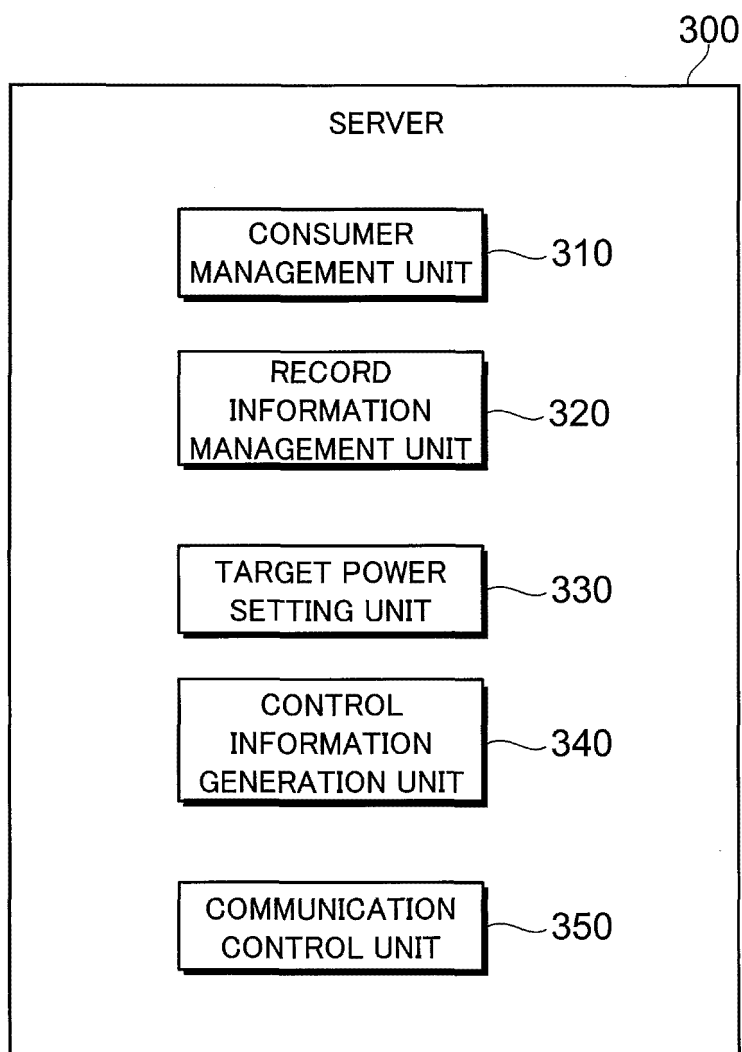 300
SERVER
CONSUMER
MANAGEMENT UNIT
310
RECORD
INFORMATION
MANAGEMENT UNIT
320
TARGET POWER
SETTING UNIT
330
CONTROL
INFORMATION
GENERATION UNIT
340
COMMUNICATION
CONTROL UNIT
350